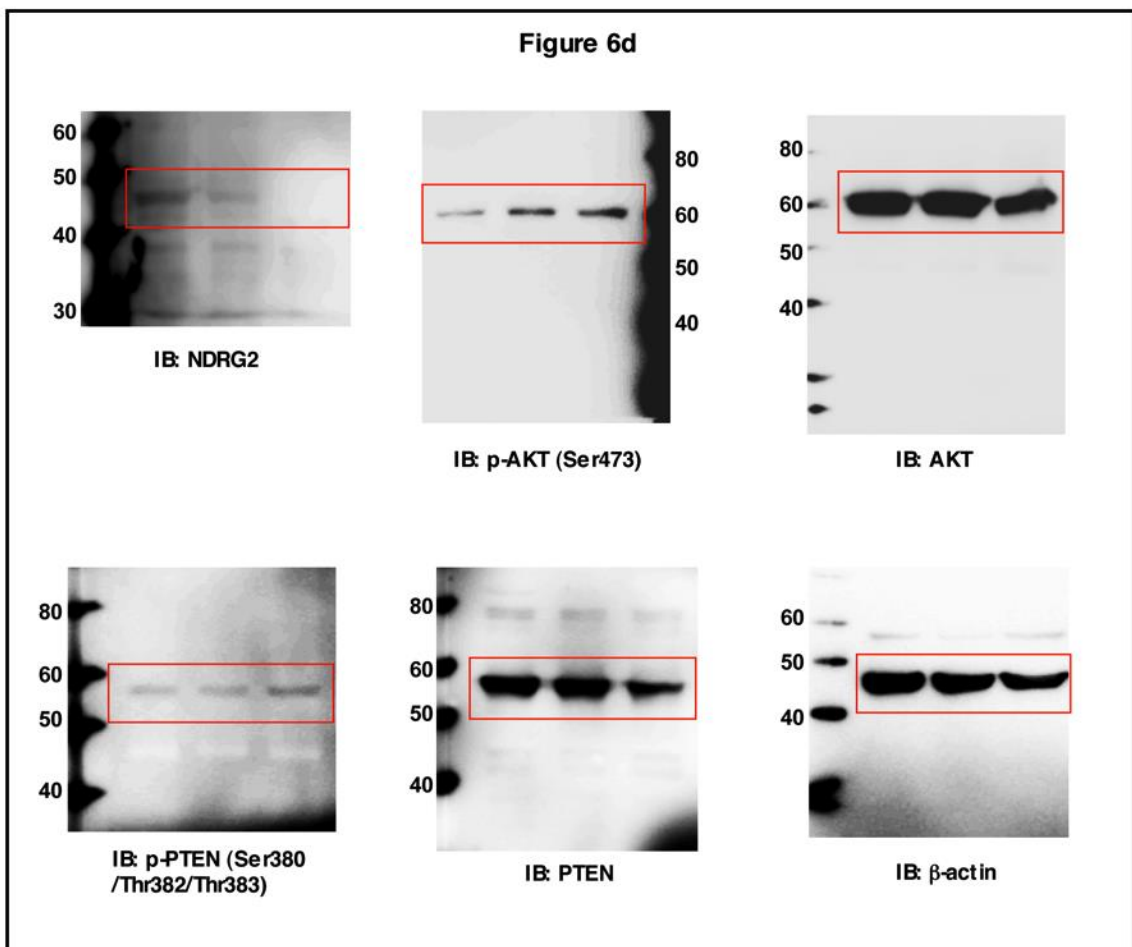 Figure 6d
60
50
40
30
IB: NDRG2
80
60
50
40
IB: p-AKT (Ser473)
80
60
50
40
IB: AKT
80
60
50
40
IB: p-PTEN (Ser380
/Thr382/Thr383)
80
60
50
40
IB: PTEN
60
50
40
IB: β-actin